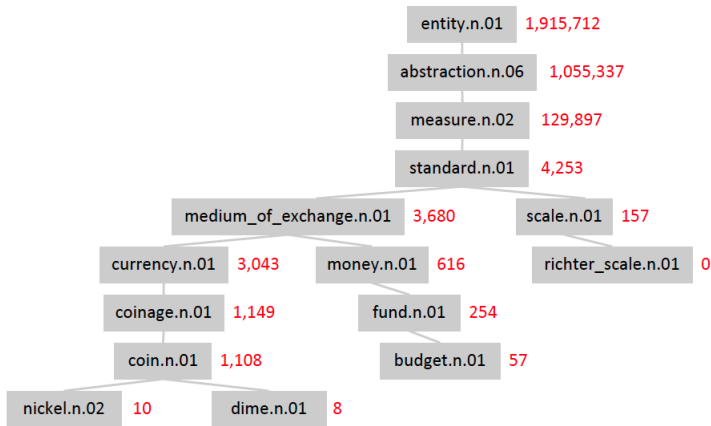 entity.n.01 1,915,712
abstraction.n.06 1,055,337
measure.n.02 129,897
standard.n.01 4,253
medium_of_exchange.n.01 3,680 scale.n.01 157
currency.n.01 3,043 money.n.01 616 richter_scale.n.01 0
coinage.n.01 1,149 fund.n.01 254
coin.n.01 1,108 budget.n.01 57
nickel.n.02 10 dime.n.01 8